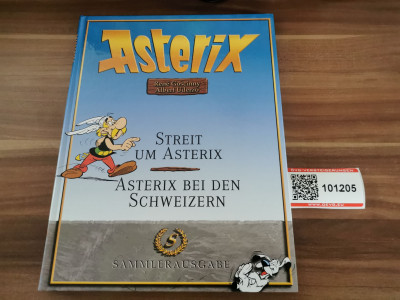 Asterix
René Goscinny
Albert Uderzo
STREIT
UM ASTERIX
ASTERIX BEI DEN
SCHWEIZERN
S
SAMMLERAUSGABE
101205